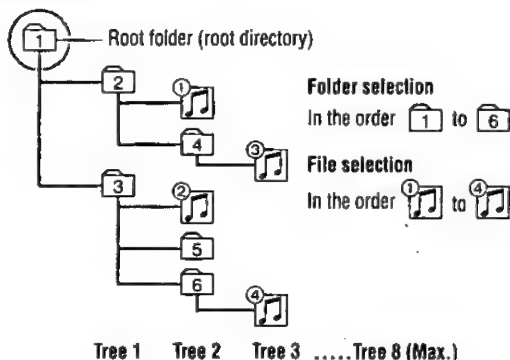 1 Root folder (root directory)
2 ①
Folder selection
In the order 1 to 6
4 ③
File selection
3 ②
In the order ① to ④
5
6 ④
Tree 1 Tree 2 Tree 3 .....Tree 8 (Max.)